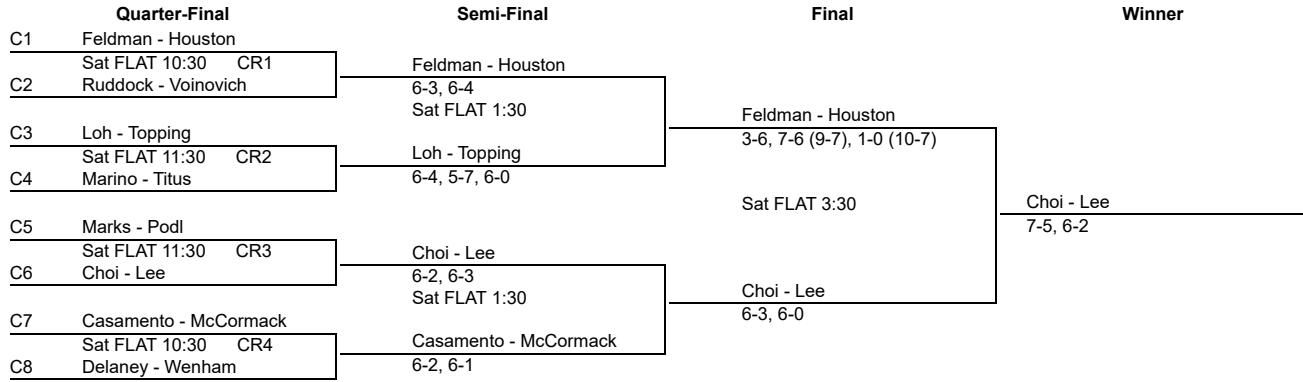 Quarter-Final Semi-Final Final Winner
C1 Feldman - Houston
Sat FLAT 10:30 CR1
C2 Ruddock - Voinovich
Feldman - Houston
6-3, 6-4
Sat FLAT 1:30
C3 Loh - Topping
Sat FLAT 11:30 CR2
C4 Marino - Titus
Loh - Topping
6-4, 5-7, 6-0
Feldman - Houston
3-6, 7-6 (9-7), 1-0 (10-7)
Sat FLAT 3:30
C5 Marks - Podl
Sat FLAT 11:30 CR3
C6 Choi - Lee
Choi - Lee
6-2, 6-3
Sat FLAT 1:30
C7 Casamento - McCormack
Sat FLAT 10:30 CR4
C8 Delaney - Wenham
Casamento - McCormack
6-2, 6-1
Choi - Lee
6-3, 6-0
Choi - Lee
7-5, 6-2